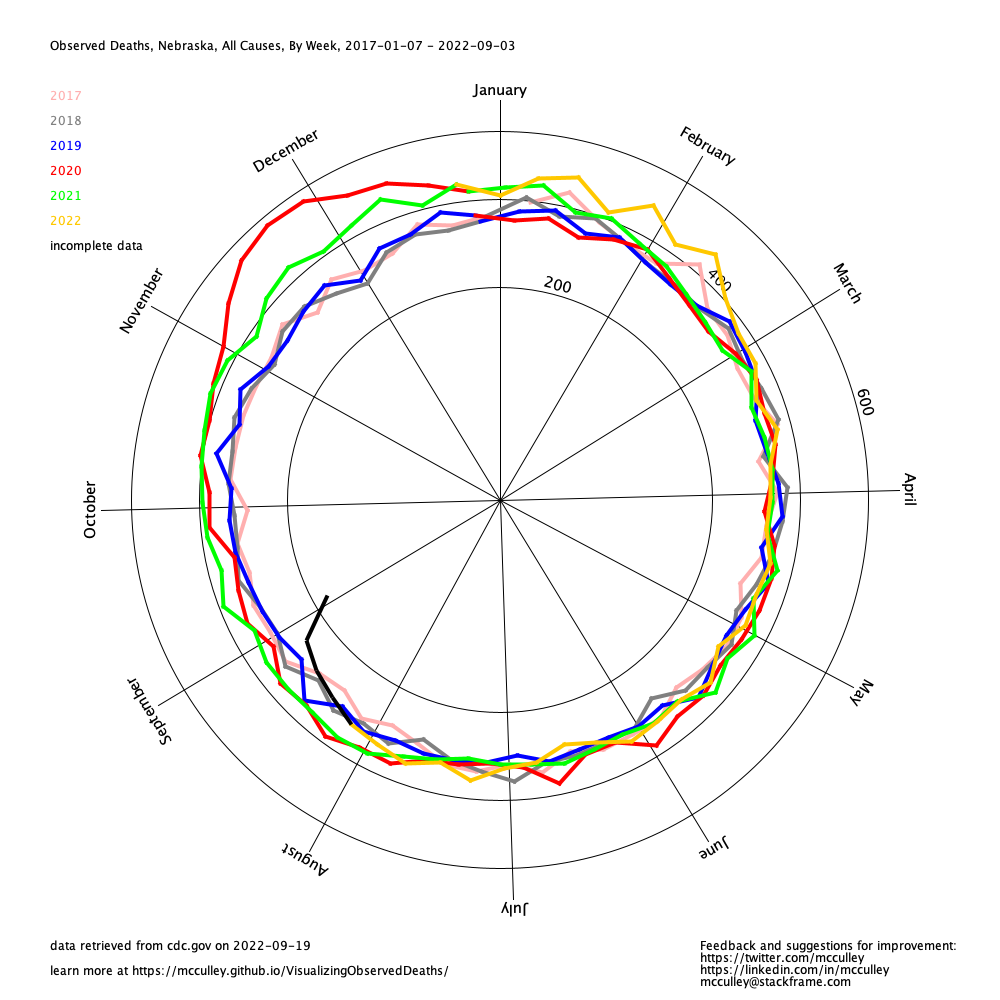 Observed Deaths, Nebraska, All Causes, By Week, 2017-01-07 - 2022-09-03
2017
2018
2019
2020
2021
2022
incomplete data
January
February
March
April
May
June
July
August
September
October
November
December
200
400
600
data retrieved from cdc.gov on 2022-09-19
learn more at https://mcculley.github.io/VisualizingObservedDeaths/
Feedback and suggestions for improvement:
https://twitter.com/mcculley
https://linkedin.com/in/mcculley
mcculley@stackframe.com